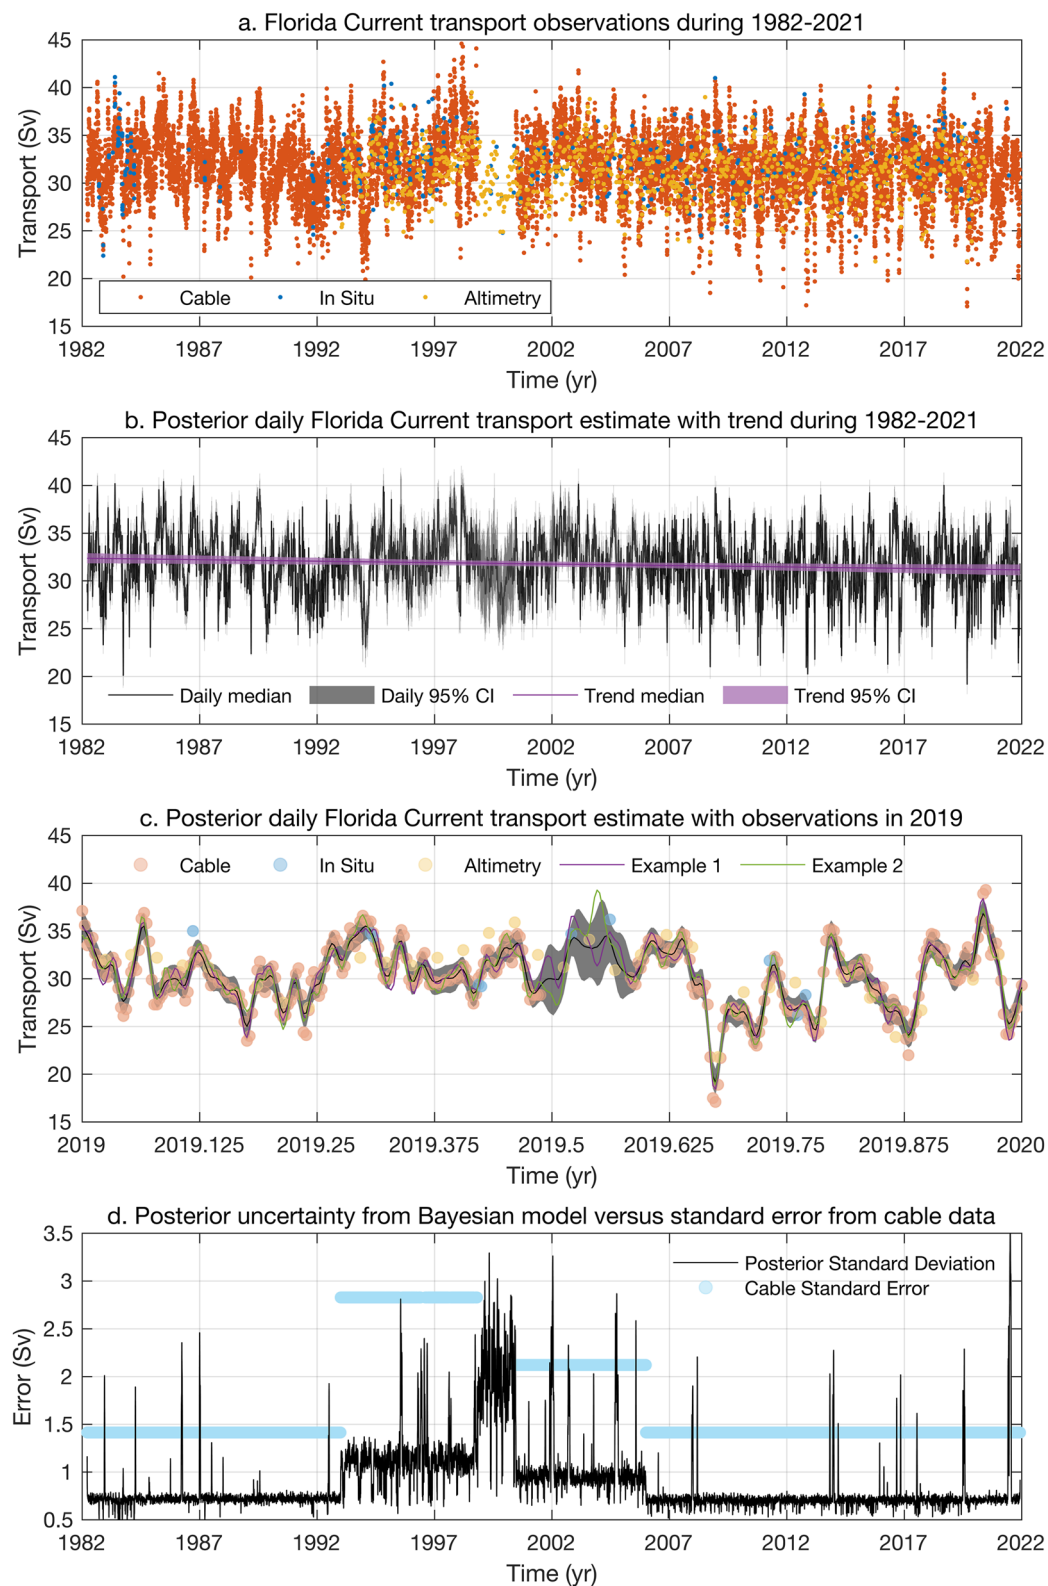 a. Florida Current transport observations during 1982-2021
45
40
35
30
25
20
15
Transport (Sv)
Cable In Situ Altimetry
1982 1987 1992 1997 2002 2007 2012 2017 2022
Time (yr)
b. Posterior daily Florida Current transport estimate with trend during 1982-2021
45
40
35
30
25
20
15
Transport (Sv)
Daily median Daily 95% CI Trend median Trend 95% CI
1982 1987 1992 1997 2002 2007 2012 2017 2022
Time (yr)
c. Posterior daily Florida Current transport estimate with observations in 2019
45
40
35
30
25
20
15
Transport (Sv)
Cable In Situ Altimetry Example 1 Example 2
2019 2019.125 2019.25 2019.375 2019.5 2019.625 2019.75 2019.875 2020
Time (yr)
d. Posterior uncertainty from Bayesian model versus standard error from cable data
3.5
3
2.5
2
1.5
1
0.5
Error (Sv)
Posterior Standard Deviation
Cable Standard Error
1982 1987 1992 1997 2002 2007 2012 2017 2022
Time (yr)